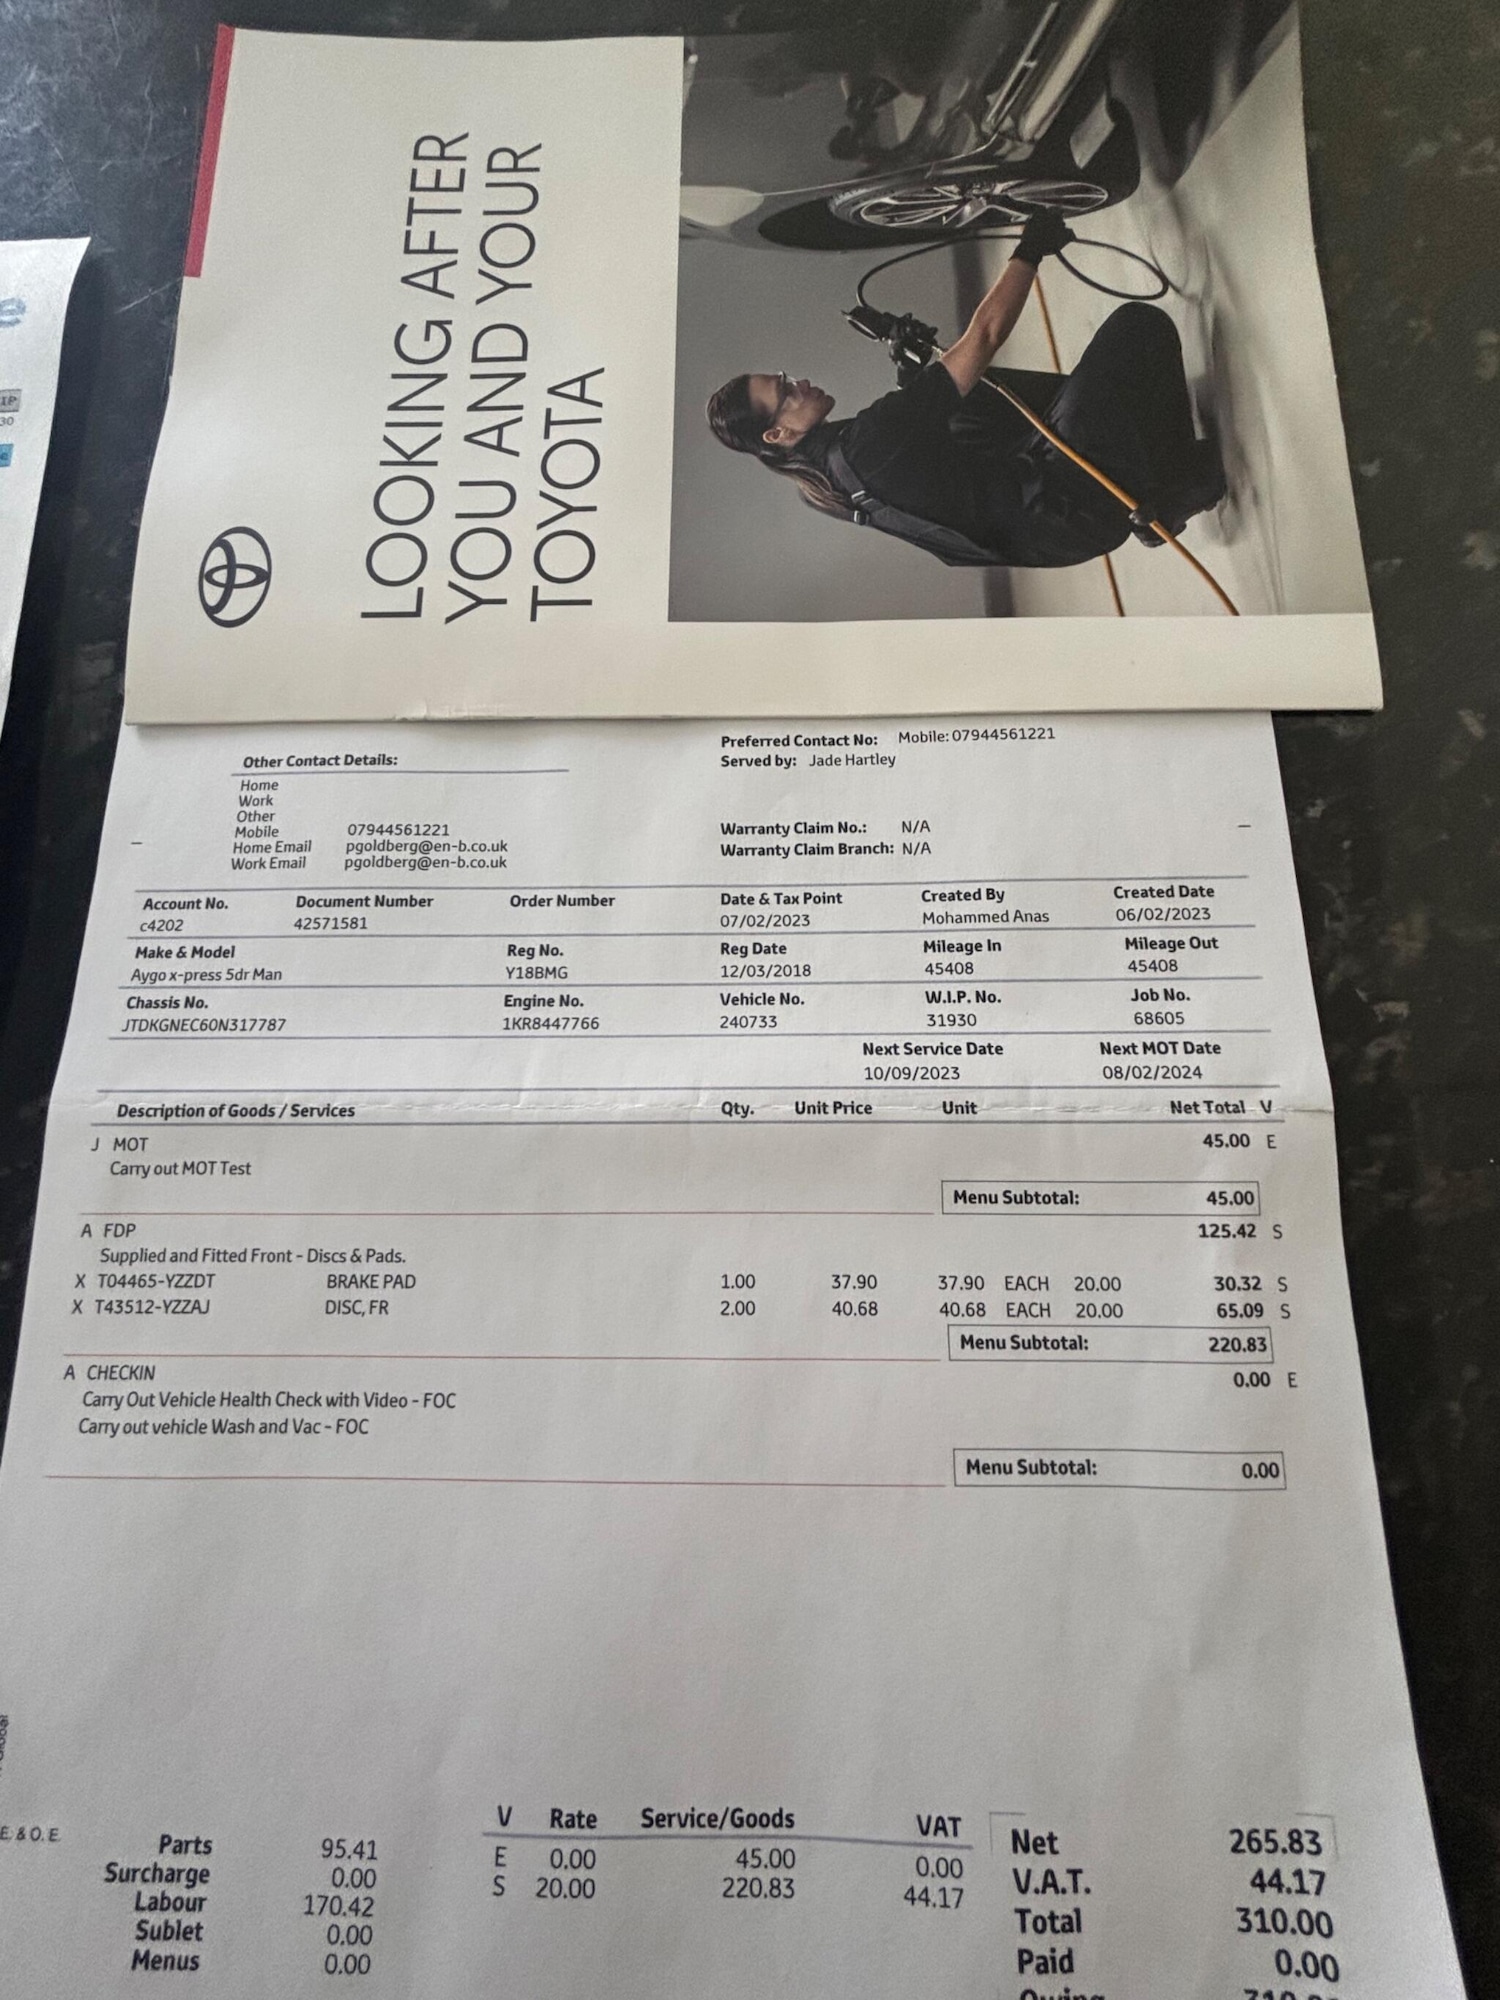 LOOKING AFTER
YOU AND YOUR
TOYOTA
IP
30
e
Preferred Contact No: Mobile: 07944561221
Served by: Jade Hartley
Other Contact Details:
Home
Work
Other
Mobile 07944561221
Home Email pgoldberg@en-b.co.uk
Work Email pgoldberg@en-b.co.uk
Warranty Claim No.: N/A
Warranty Claim Branch: N/A
Account No. Document Number Order Number Date & Tax Point Created By Created Date
c4202 42571581 07/02/2023 Mohammed Anas 06/02/2023
Make & Model Reg No. Reg Date Mileage In Mileage Out
Aygo x-press 5dr Man Y18BMG 12/03/2018 45408 45408
Chassis No. Engine No. Vehicle No. W.I.P. No. Job No.
JTDKGNEC60N317787 1KR8447766 240733 31930 68605
Next Service Date Next MOT Date
10/09/2023 08/02/2024
Description of Goods / Services Qty. Unit Price Unit Net Total V
J MOT 45.00 E
Carry out MOT Test
Menu Subtotal: 45.00
A FDP 125.42 S
Supplied and Fitted Front - Discs & Pads.
X T04465-YZZDT BRAKE PAD 1.00 37.90 37.90 EACH 20.00 30.32 S
X T43512-YZZAJ DISC, FR 2.00 40.68 40.68 EACH 20.00 65.09 S
Menu Subtotal: 220.83
A CHECKIN 0.00 E
Carry Out Vehicle Health Check with Video - FOC
Carry out vehicle Wash and Vac - FOC
Menu Subtotal: 0.00
E. & O. E.
Parts 95.41
Surcharge 0.00
Labour 170.42
Sublet 0.00
Menus 0.00
V Rate Service/Goods VAT
E 0.00 45.00 0.00
S 20.00 220.83 44.17
Net 265.83
V.A.T. 44.17
Total 310.00
Paid 0.00